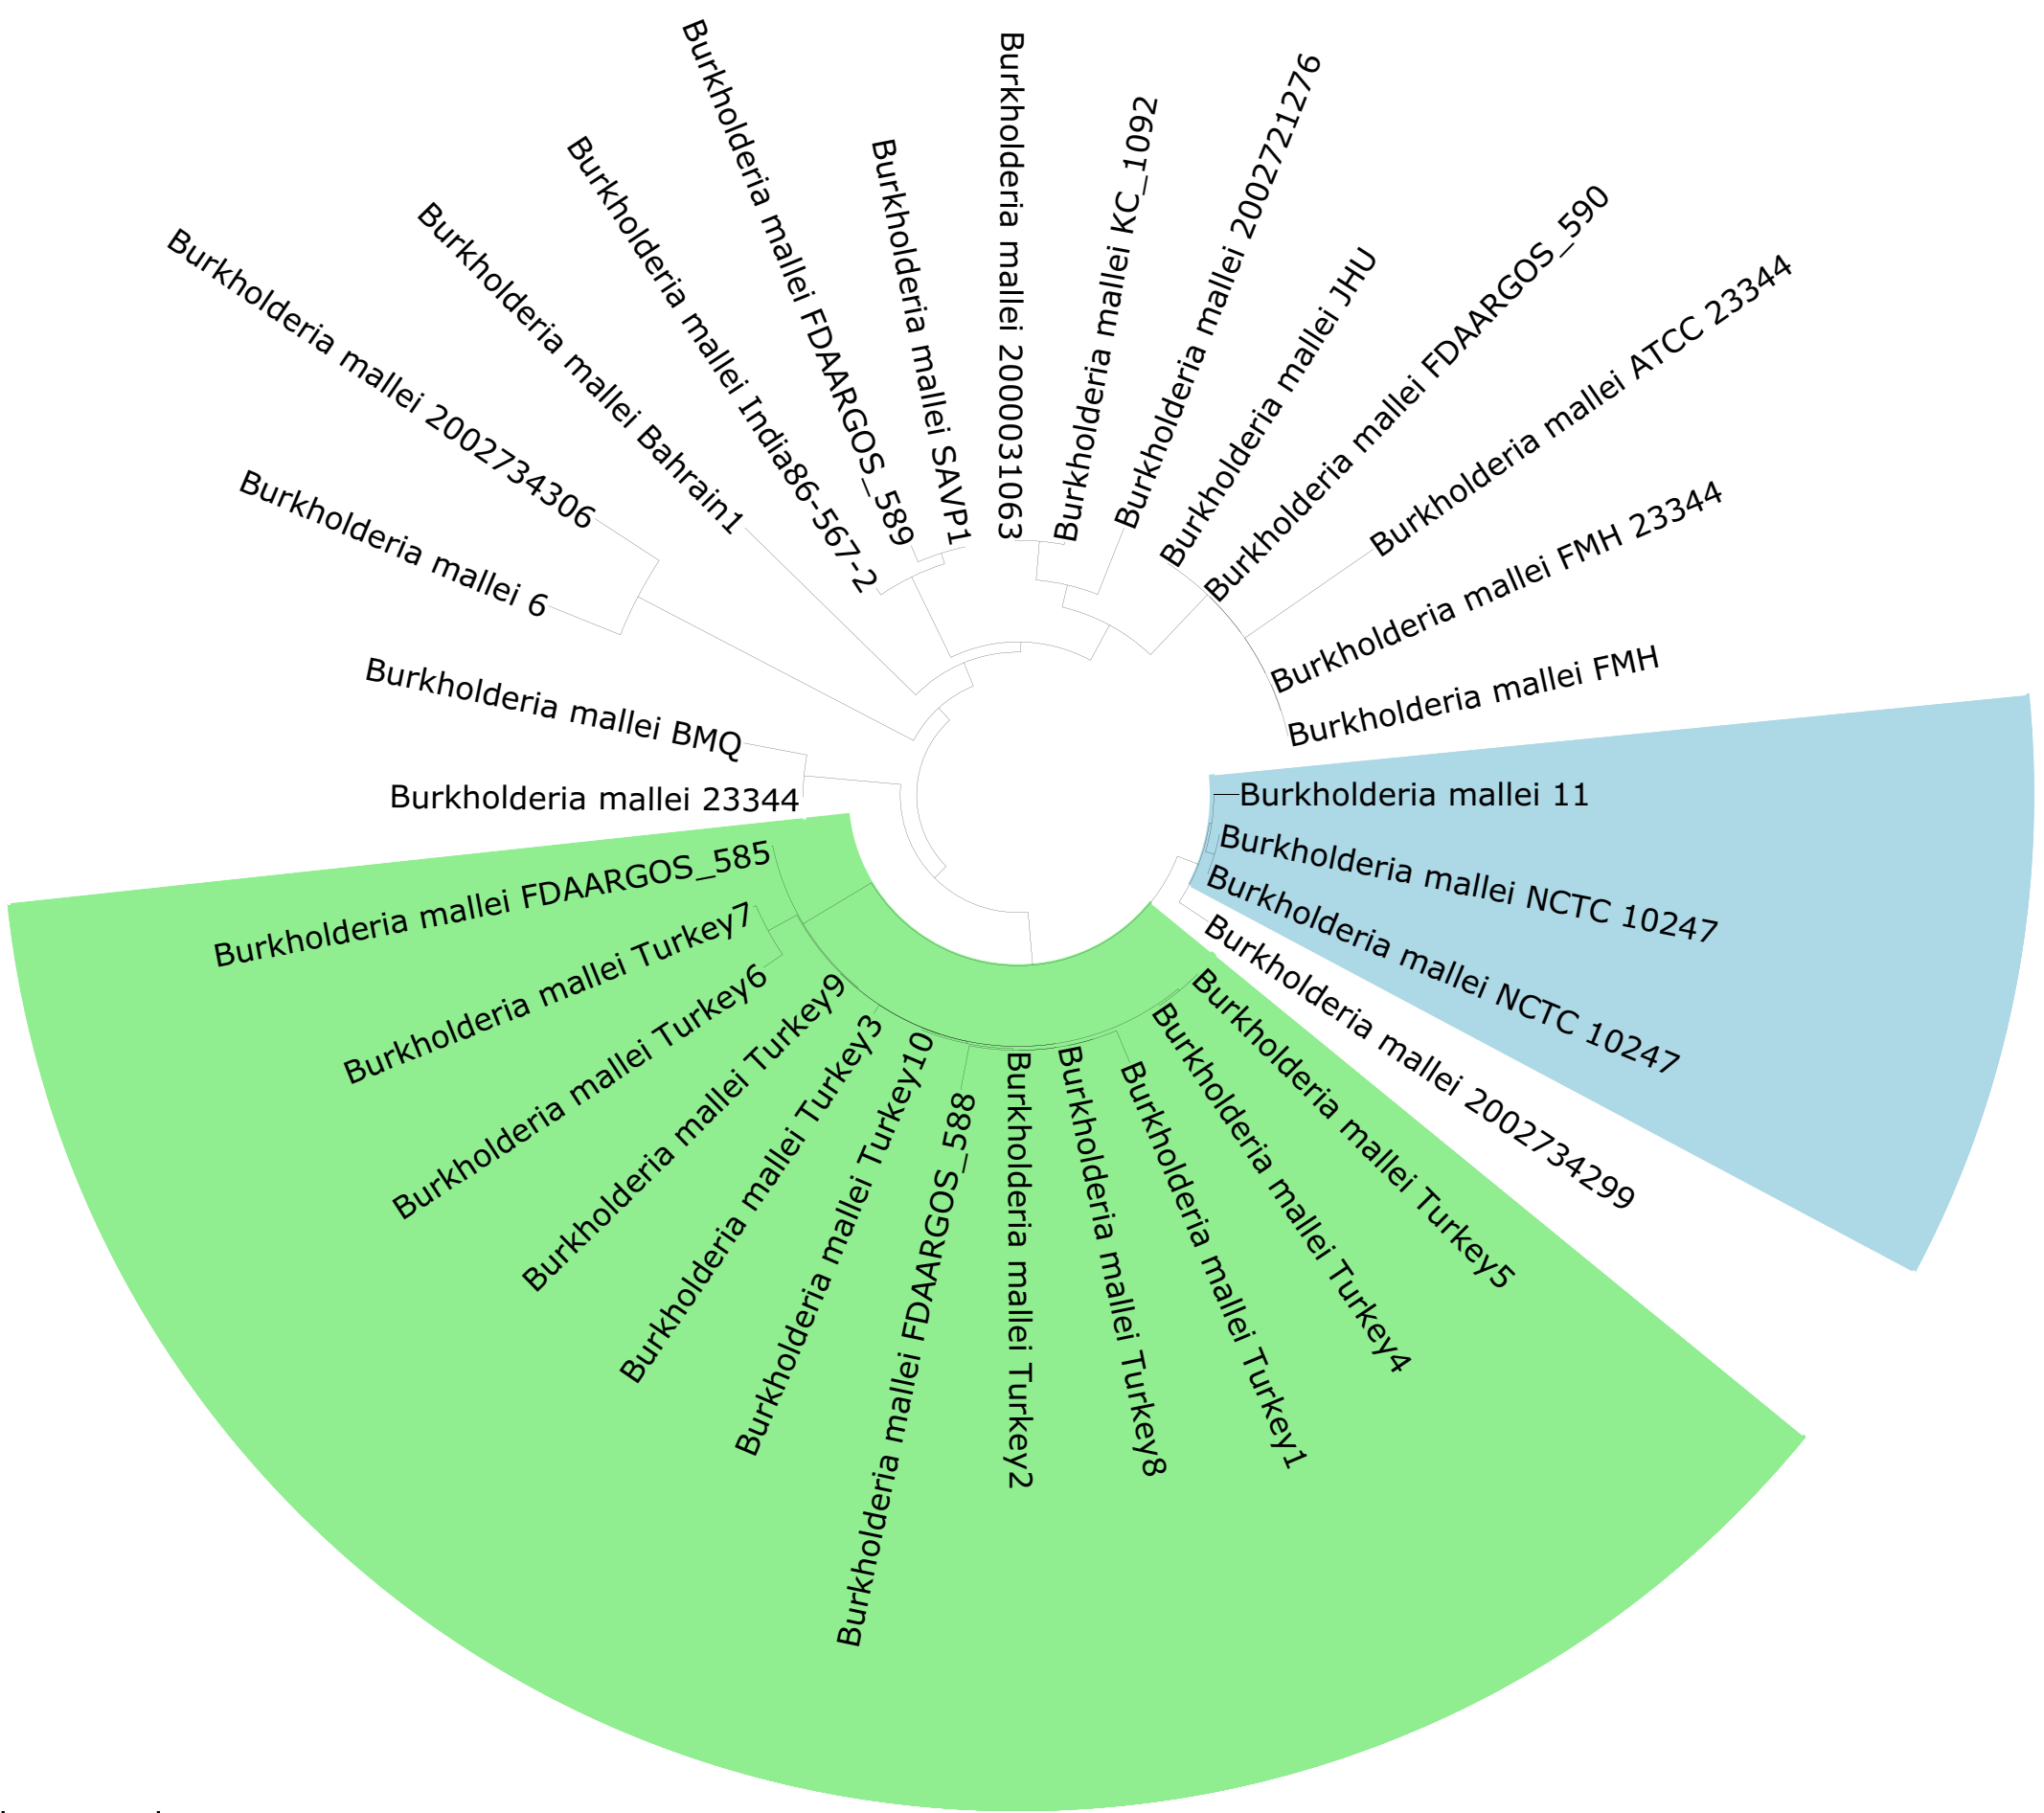 Burkholderia mallei 2000031063
Burkholderia mallei KC_1092
Burkholderia mallei 2002721276
Burkholderia mallei JHU
Burkholderia mallei FDAARGOS_590
Burkholderia mallei ATCC 23344
Burkholderia mallei FMH 23344
Burkholderia mallei FMH
Burkholderia mallei 11
Burkholderia mallei NCTC 10247
Burkholderia mallei NCTC 10247
Burkholderia mallei 2002734299
Burkholderia mallei Turkey5
Burkholderia mallei Turkey4
Burkholderia mallei Turkey1
Burkholderia mallei Turkey8
Burkholderia mallei Turkey2
Burkholderia mallei FDAARGOS_588
Burkholderia mallei Turkey10
Burkholderia mallei Turkey3
Burkholderia mallei Turkey9
Burkholderia mallei Turkey6
Burkholderia mallei Turkey7
Burkholderia mallei FDAARGOS_585
Burkholderia mallei 23344
Burkholderia mallei BMQ
Burkholderia mallei 6
Burkholderia mallei 2002734306
Burkholderia mallei Bahrain1
Burkholderia mallei India86-567-2
Burkholderia mallei FDAARGOS_589
Burkholderia mallei SAVP1